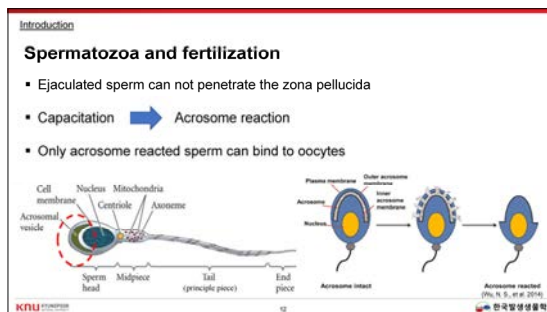 Introduction
Spermatozoa and fertilization
▪ Ejaculated sperm can not penetrate the zona pellucida
▪ Capacitation Acrosome reaction
▪ Only acrosome reacted sperm can bind to oocytes
Cell membrane
Nucleus
Mitochondria
Centriole
Axoneme
Acrosomal vesicle
Sperm head
Midpiece
Tail (principle piece)
End piece
Plasma membrane
Outer acrosome membrane
Acrosome
Inner acrosome membrane
Nucleus
Acrosome intact
Acrosome reacted
(Wu, N. S., et al. 2014)
KNU
12
한국발생생물학